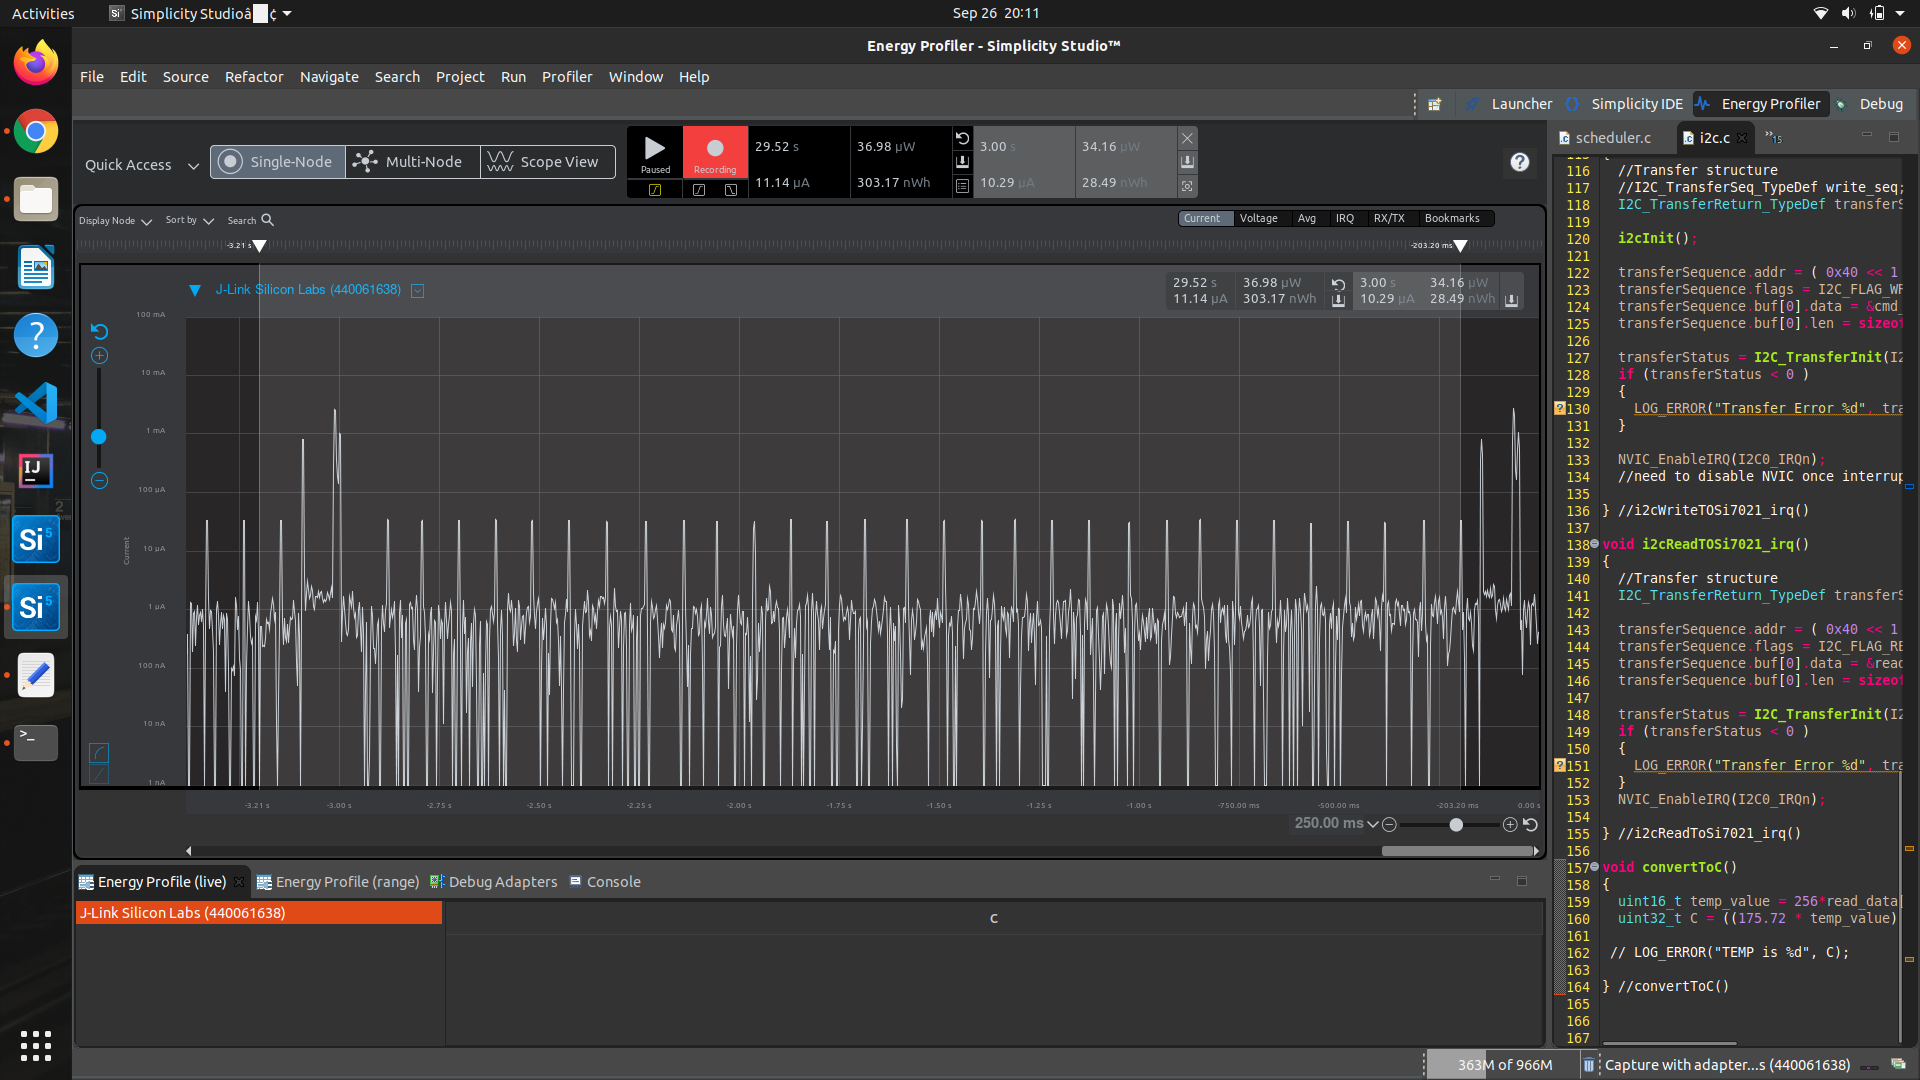 Activities
Simplicity Studioâ ¢
Sep 26 20:11
Energy Profiler - Simplicity Studio™
File Edit Source Refactor Navigate Search Project Run Profiler Window Help
Launcher Simplicity IDE Energy Profiler Debug
Quick Access Single-Node Multi-Node Scope View
Paused Recording
29.52 s 36.98 µW 3.00 s 34.16 µW
11.14 µA 303.17 nWh 10.29 µA 28.49 nWh
Display Node Sort by Search
Current Voltage Avg IRQ RX/TX Bookmarks
-3.21 s -203.20 ms
J-Link Silicon Labs (440061638)
29.52 s 36.98 µW 3.00 s 34.16 µW
11.14 µA 303.17 nWh 10.29 µA 28.49 nWh
100 mA
10 mA
1 mA
100 µA
10 µA
1 µA
100 nA
10 nA
1 nA
Current
-3.21 s -3.00 s -2.75 s -2.50 s -2.25 s -2.00 s -1.75 s -1.50 s -1.25 s -1.00 s -750.00 ms -500.00 ms -203.20 ms 0.00 s
250.00 ms
Energy Profile (live) Energy Profile (range) Debug Adapters Console
J-Link Silicon Labs (440061638)
C
scheduler.c i2c.c 15
116 //Transfer structure
117 //I2C_TransferSeq_TypeDef write_seq;
118 I2C_TransferReturn_TypeDef transferS
119
120 i2cInit();
121
122 transferSequence.addr = ( 0x40 << 1
123 transferSequence.flags = I2C_FLAG_WR
124 transferSequence.buf[0].data = &cmd_
125 transferSequence.buf[0].len = sizeof
126
127 transferStatus = I2C_TransferInit(I2
128 if (transferStatus < 0 )
129 {
130 LOG_ERROR("Transfer Error %d", tra
131 }
132
133 NVIC_EnableIRQ(I2C0_IRQn);
134 //need to disable NVIC once interrup
135
136 } //i2cWriteTOSi7021_irq()
137
138 void i2cReadTOSi7021_irq()
139 {
140 //Transfer structure
141 I2C_TransferReturn_TypeDef transferS
142
143 transferSequence.addr = ( 0x40 << 1
144 transferSequence.flags = I2C_FLAG_RE
145 transferSequence.buf[0].data = &read
146 transferSequence.buf[0].len = sizeof
147
148 transferStatus = I2C_TransferInit(I2
149 if (transferStatus < 0 )
150 {
151 LOG_ERROR("Transfer Error %d", tra
152 }
153 NVIC_EnableIRQ(I2C0_IRQn);
154
155 } //i2cReadToSi7021_irq()
156
157 void convertToC()
158 {
159 uint16_t temp_value = 256*read_data[
160 uint32_t C = ((175.72 * temp_value)
161
162 // LOG_ERROR("TEMP is %d", C);
163
164 } //convertToC()
165
166
167
363M of 966M
Capture with adapter...s (440061638)